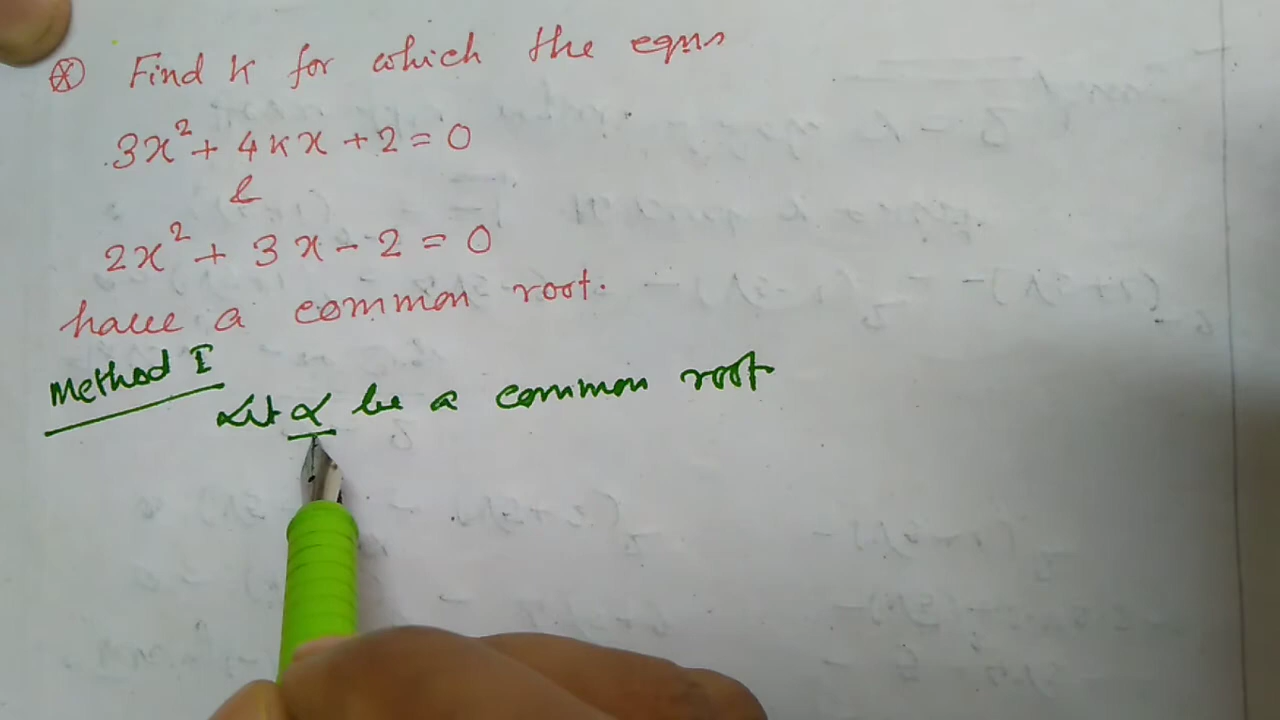 Find K for which the eqns
3x² + 4Kx + 2 = 0
&
2x² + 3x - 2 = 0
have a common root.
Method I
Let α be a common root